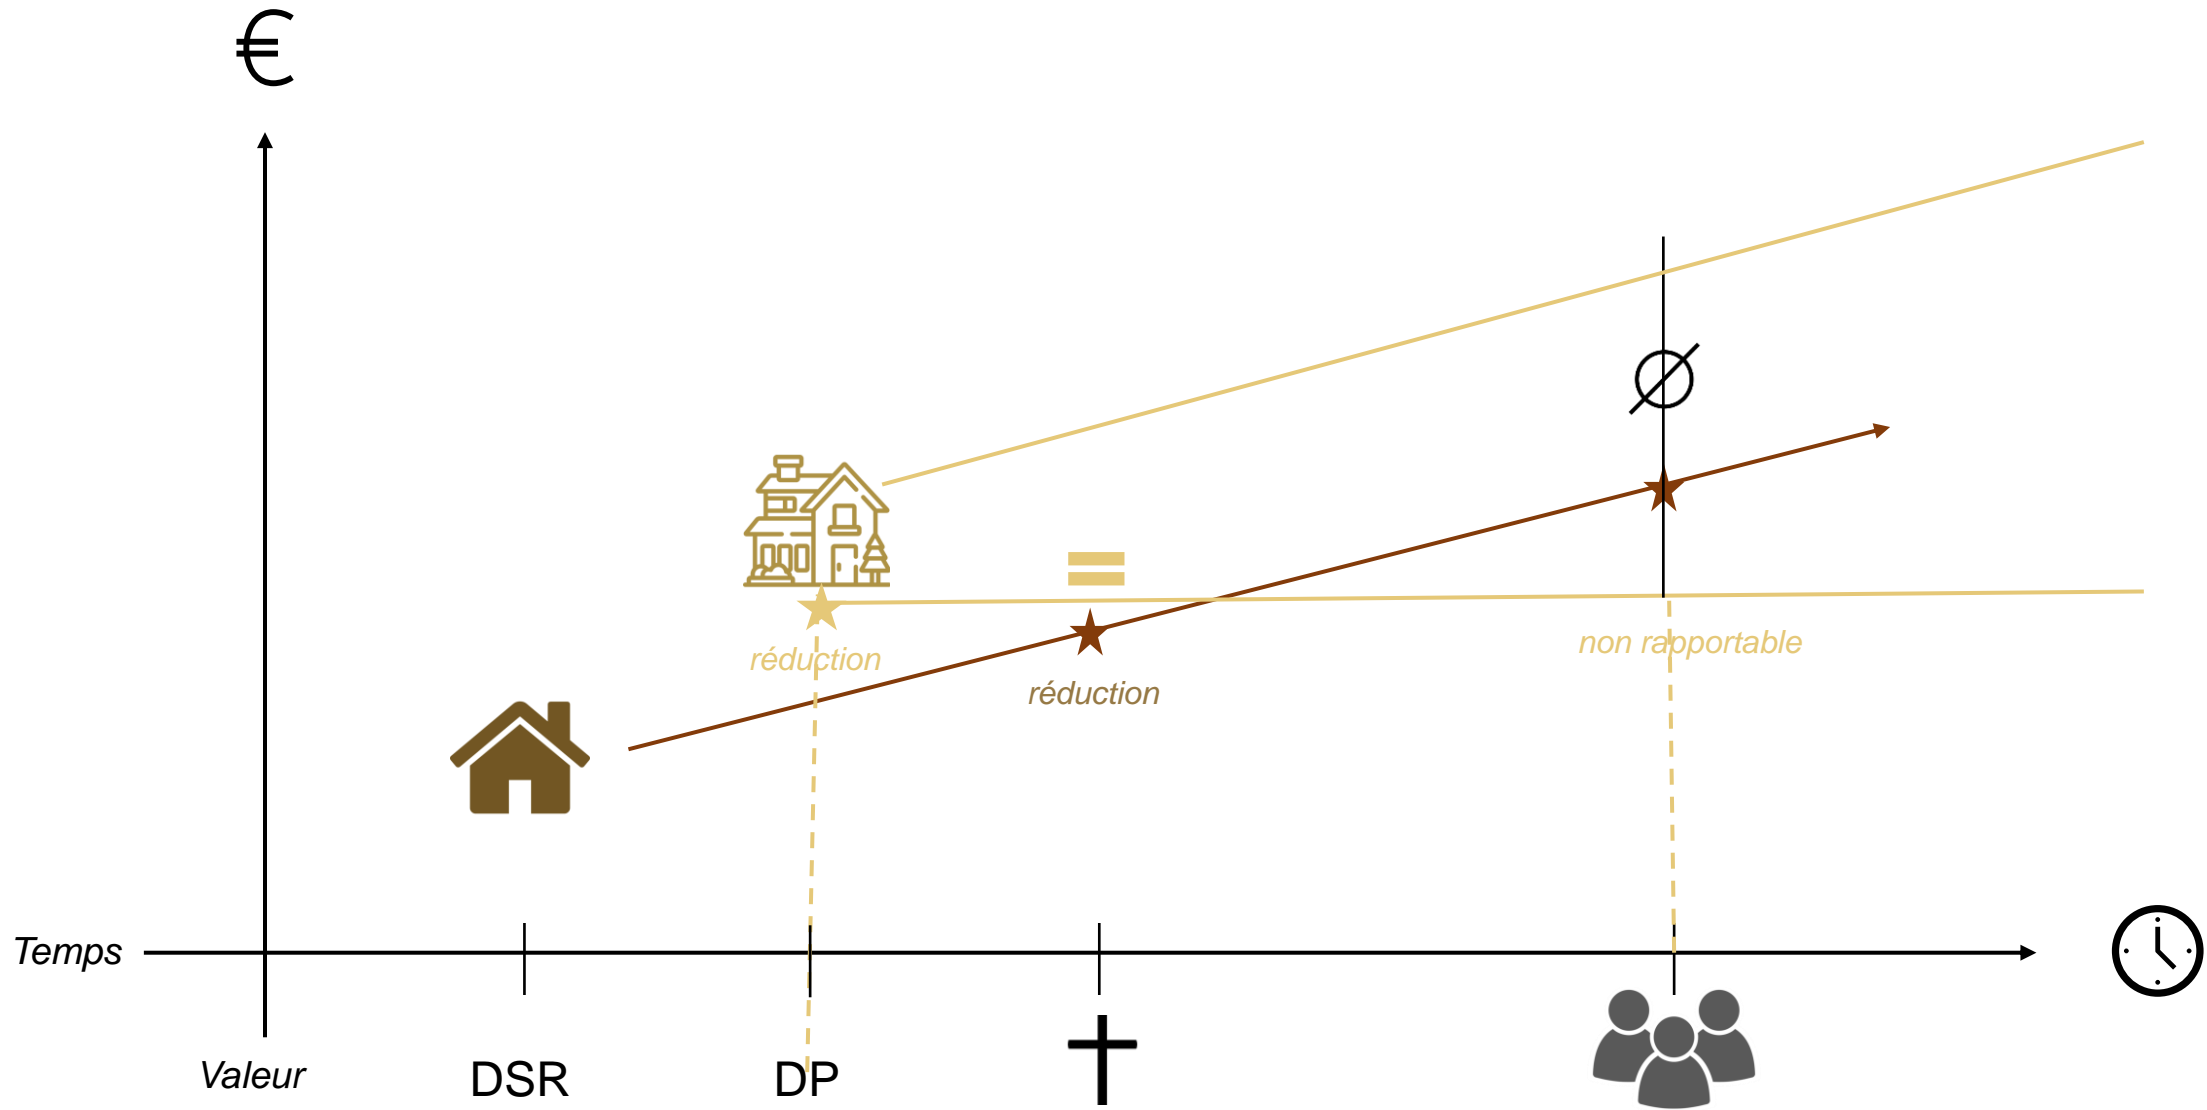 €
réduction
non rapportable
réduction
Temps
Valeur
DSR
DP